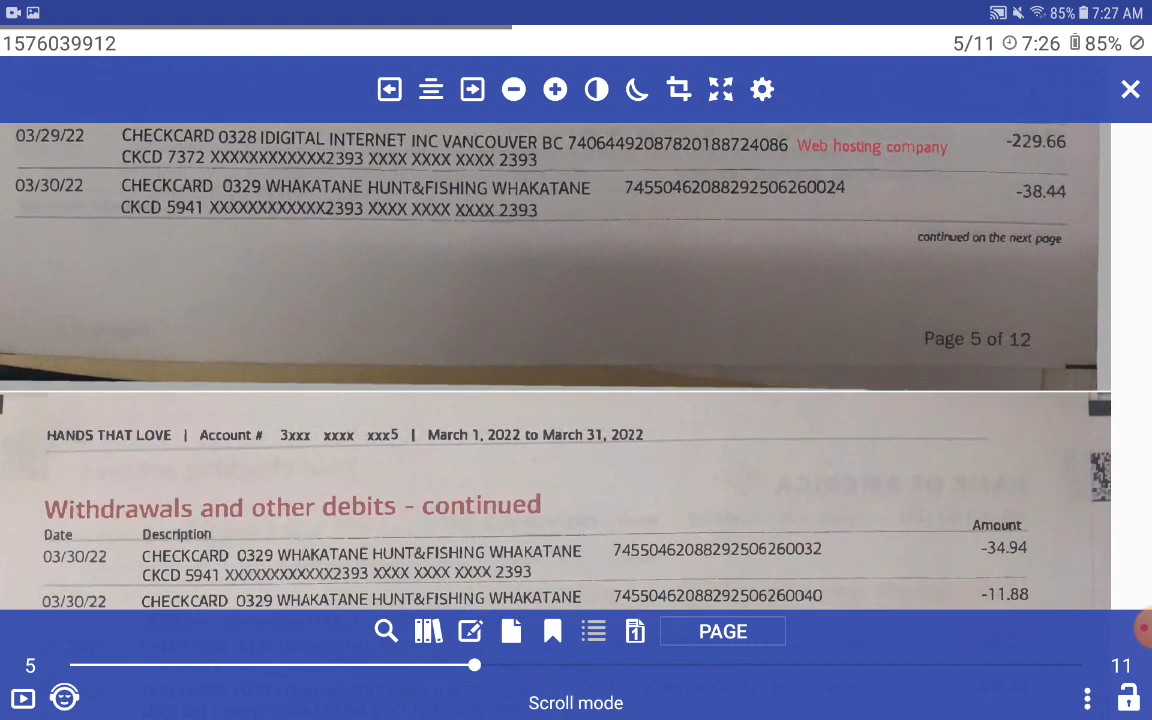 85% 7:27 AM
1576039912 5/11 7:26 85%
03/29/22 CHECKCARD 0328 IDIGITAL INTERNET INC VANCOUVER BC 74064492087820188724086 Web hosting company -229.66
CKCD 7372 XXXXXXXXXXXX2393 XXXX XXXX XXXX 2393
03/30/22 CHECKCARD 0329 WHAKATANE HUNT&FISHING WHAKATANE 74550462088292506260024 -38.44
CKCD 5941 XXXXXXXXXXXX2393 XXXX XXXX XXXX 2393
continued on the next page
Page 5 of 12
HANDS THAT LOVE | Account # 3xxx xxxx xxx5 | March 1, 2022 to March 31, 2022
Withdrawals and other debits - continued
Date Description Amount
03/30/22 CHECKCARD 0329 WHAKATANE HUNT&FISHING WHAKATANE 74550462088292506260032 -34.94
CKCD 5941 XXXXXXXXXXXX2393 XXXX XXXX XXXX 2393
03/30/22 CHECKCARD 0329 WHAKATANE HUNT&FISHING WHAKATANE 74550462088292506260040 -11.88
1 PAGE
5 11
Scroll mode